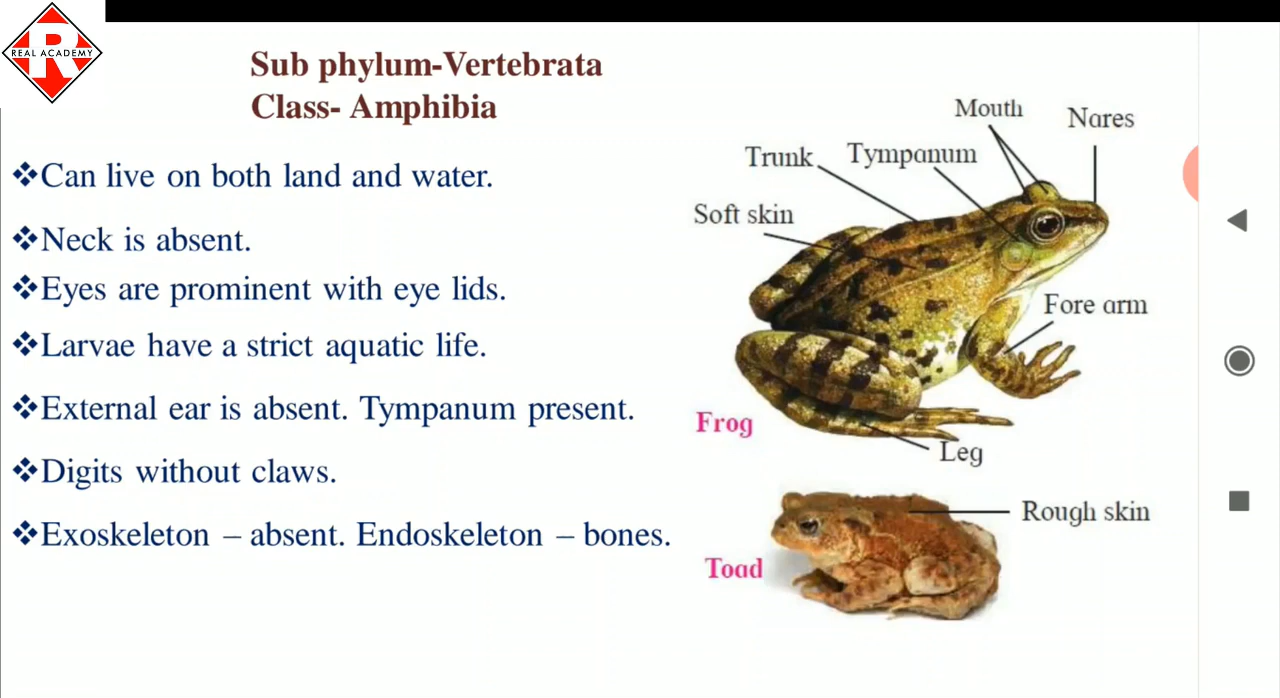 REAL ACADEMY
Sub phylum-Vertebrata
Class- Amphibia
❖Can live on both land and water.
❖Neck is absent.
❖Eyes are prominent with eye lids.
❖Larvae have a strict aquatic life.
❖External ear is absent. Tympanum present.
❖Digits without claws.
❖Exoskeleton – absent. Endoskeleton – bones.
Mouth
Nares
Trunk
Tympanum
Soft skin
Fore arm
Frog
Leg
Rough skin
Toad